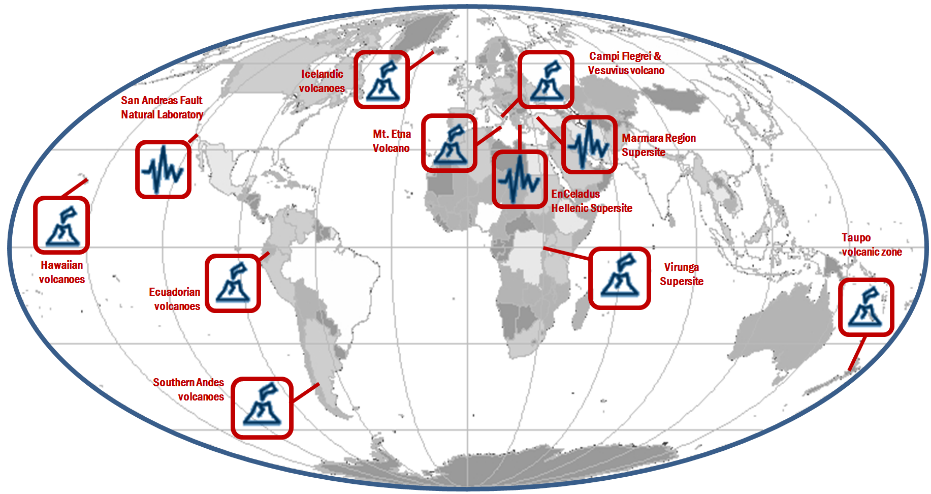 Campi Flegrei &
Vesuvius volcano
Icelandic
volcanoes
San Andreas Fault
Natural Laboratory
Mt. Etna
Volcano
Marmara Region
Supersite
EnCeladus
Hellenic Supersite
Hawaiian
volcanoes
Ecuadorian
volcanoes
Virunga
Supersite
Taupo
volcanic zone
Southern Andes
volcanoes